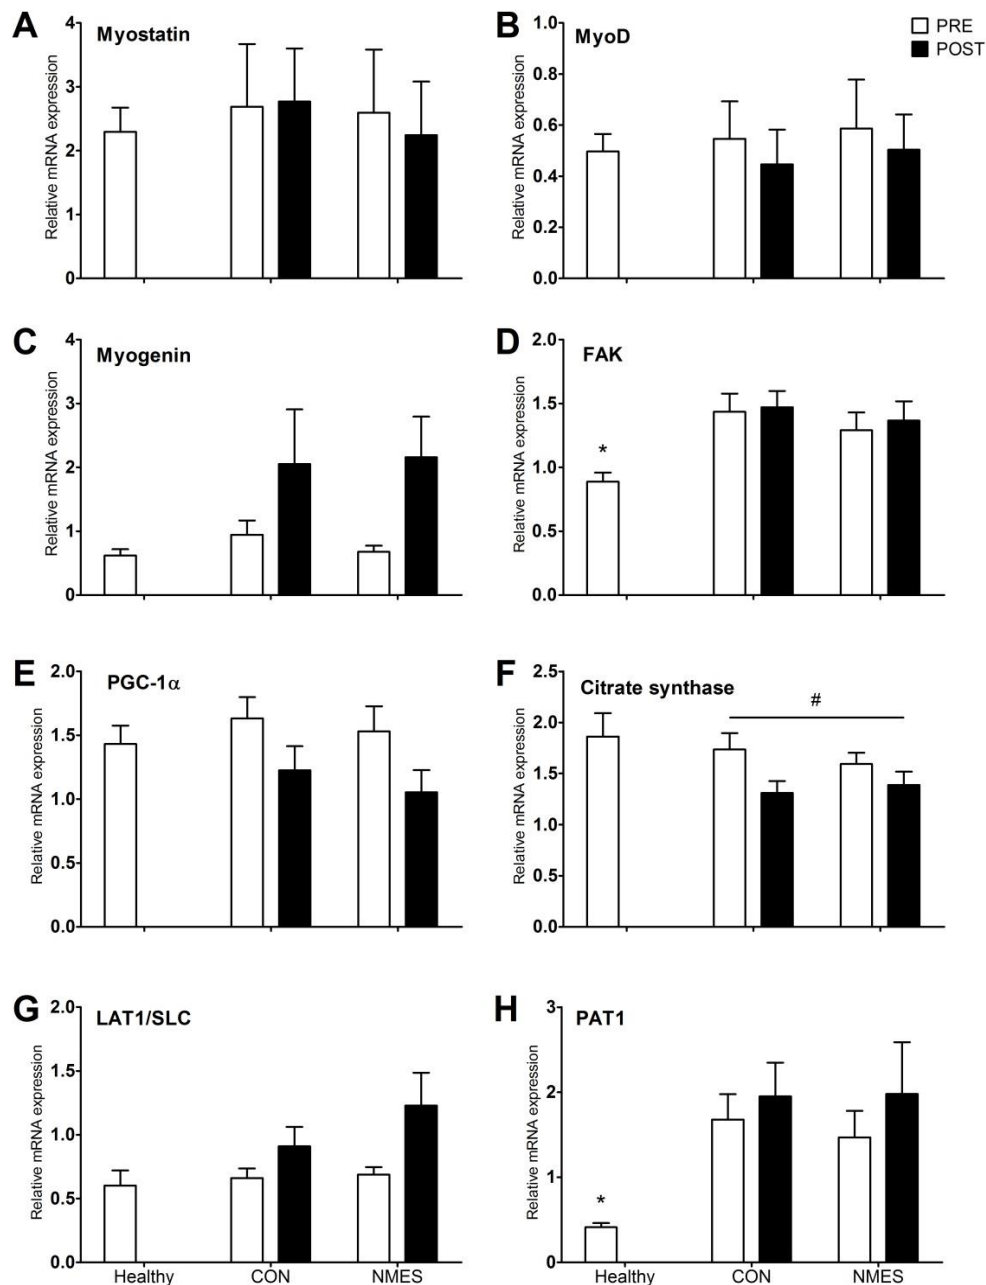 A
Myostatin
Relative mRNA expression
4
3
2
1
0
B
MyoD
PRE
POST
Relative mRNA expression
1.0
0.8
0.6
0.4
0.2
0.0
C
Myogenin
Relative mRNA expression
4
3
2
1
0
D
FAK
Relative mRNA expression
2.0
1.5
1.0
0.5
0.0
*
E
PGC-1α
Relative mRNA expression
2.0
1.5
1.0
0.5
0.0
F
Citrate synthase
#
Relative mRNA expression
2.5
2.0
1.5
1.0
0.5
0.0
G
LAT1/SLC
Relative mRNA expression
2.0
1.5
1.0
0.5
0.0
Healthy CON NMES
H
PAT1
Relative mRNA expression
3
2
1
0
*
Healthy CON NMES